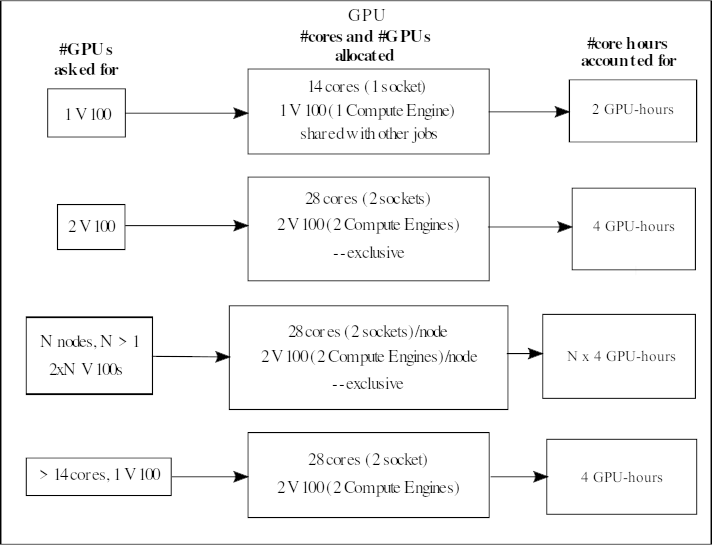 GPU
#GPUs
asked for
#cores and #GPUs
allocated
#core hours
accounted for
1 V100
14 cores (1 socket)
1 V100 (1 Compute Engine)
shared with other jobs
2 GPU-hours
2 V100
28 cores (2 sockets)
2 V100 (2 Compute Engines)
--exclusive
4 GPU-hours
N nodes, N > 1
2xN V100s
28 cores (2 sockets)/node
2 V100 (2 Compute Engines)/node
--exclusive
N x 4 GPU-hours
> 14 cores, 1 V100
28 cores (2 socket)
2 V100 (2 Compute Engines)
4 GPU-hours